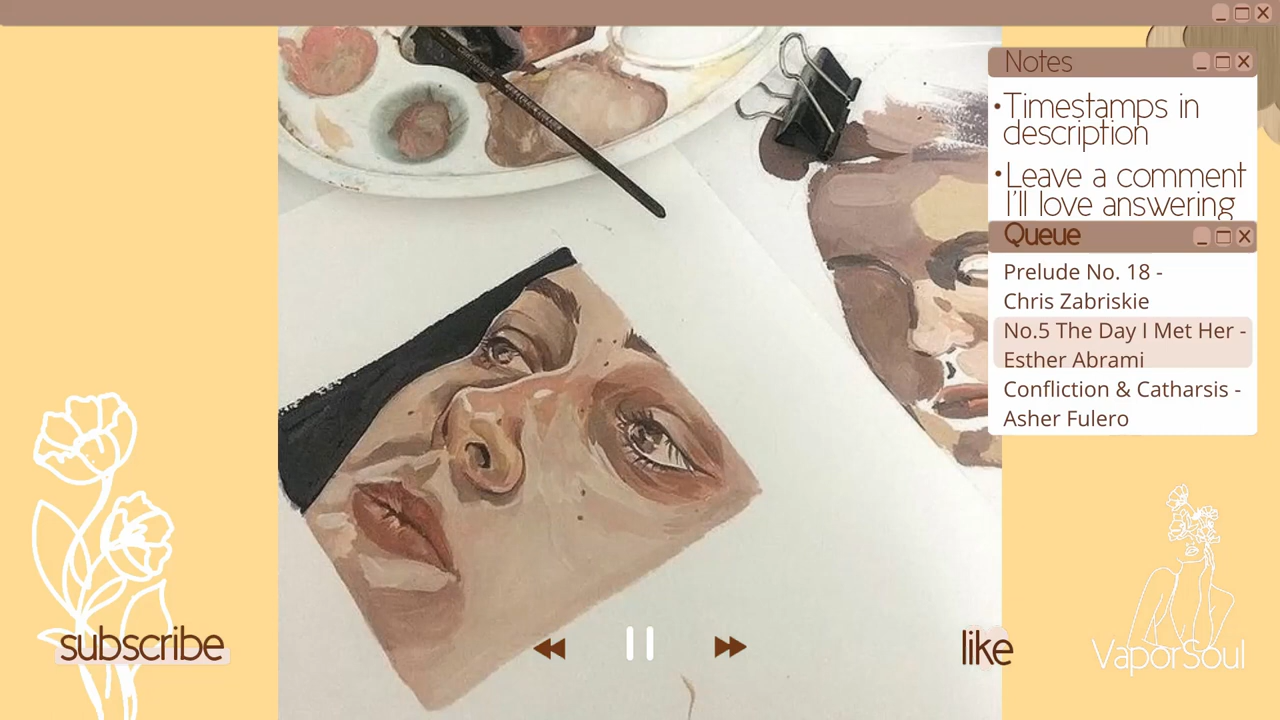 Notes
•Timestamps in
description
•Leave a comment
I'll love answering
Queue
Prelude No. 18 -
Chris Zabriskie
No.5 The Day I Met Her -
Esther Abrami
Confliction & Catharsis -
Asher Fulero
subscribe
like
VaporSoul